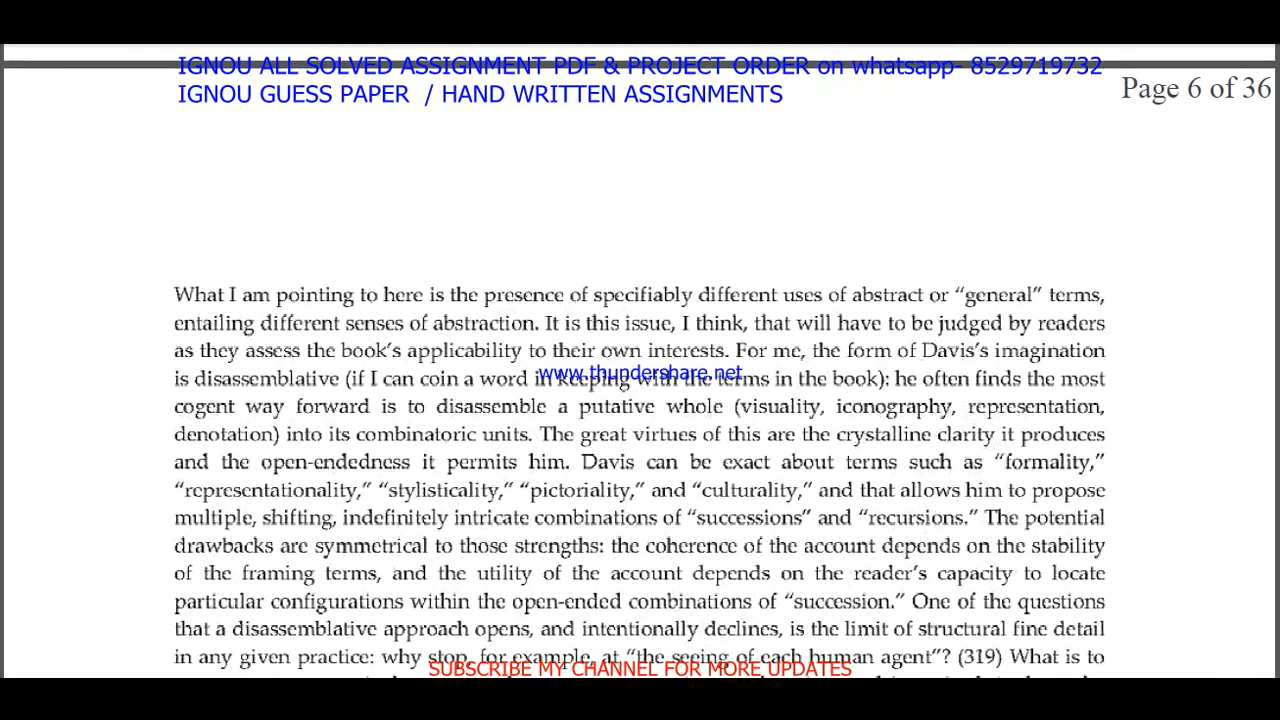 IGNOU ALL SOLVED ASSIGNMENT PDF & PROJECT ORDER on whatsapp- 8529719732
IGNOU GUESS PAPER / HAND WRITTEN ASSIGNMENTS
Page 6 of 36
What I am pointing to here is the presence of specifiably different uses of abstract or “general” terms,
entailing different senses of abstraction. It is this issue, I think, that will have to be judged by readers
as they assess the book’s applicability to their own interests. For me, the form of Davis’s imagination
is disassemblative (if I can coin a word in keeping with the terms in the book): he often finds the most
www.thundershare.net
cogent way forward is to disassemble a putative whole (visuality, iconography, representation,
denotation) into its combinatoric units. The great virtues of this are the crystalline clarity it produces
and the open-endedness it permits him. Davis can be exact about terms such as “formality,”
“representationality,” “stylisticality,” “pictoriality,” and “culturality,” and that allows him to propose
multiple, shifting, indefinitely intricate combinations of “successions” and “recursions.” The potential
drawbacks are symmetrical to those strengths: the coherence of the account depends on the stability
of the framing terms, and the utility of the account depends on the reader’s capacity to locate
particular configurations within the open-ended combinations of “succession.” One of the questions
that a disassemblative approach opens, and intentionally declines, is the limit of structural fine detail
in any given practice: why stop, for example, at “the seeing of each human agent”? (319) What is to
SUBSCRIBE MY CHANNEL FOR MORE UPDATES